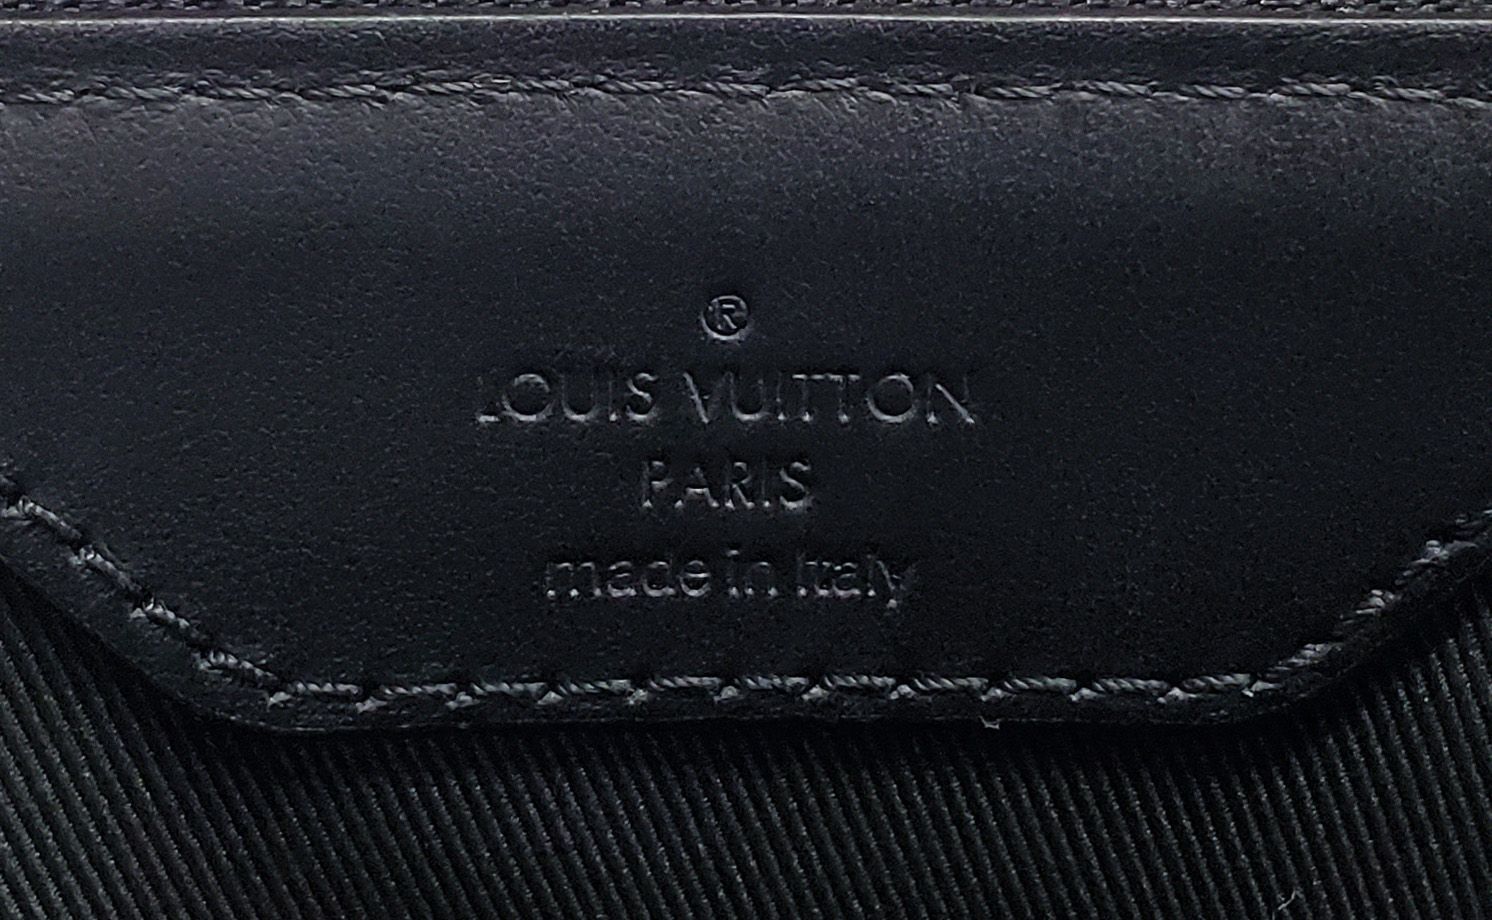 ®
LOUIS VUITTON
PARIS
made in Italy